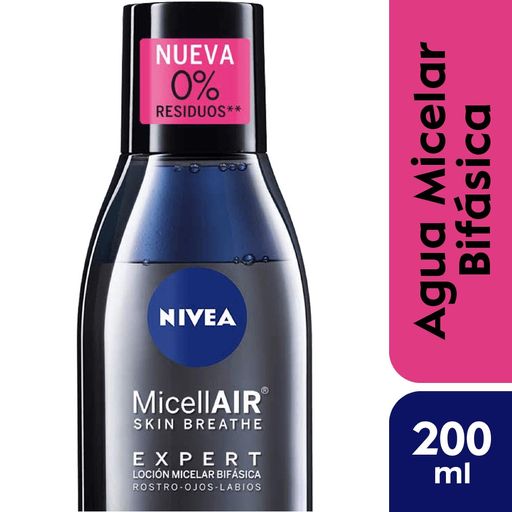 NUEVA
0%
RESIDUOS**
NIVEA
MicellAIR®
SKIN BREATHE
EXPERT
LOCIÓN MICELAR BIFÁSICA
ROSTRO-OJOS-LABIOS
Agua Micelar
Bifásica
200
ml